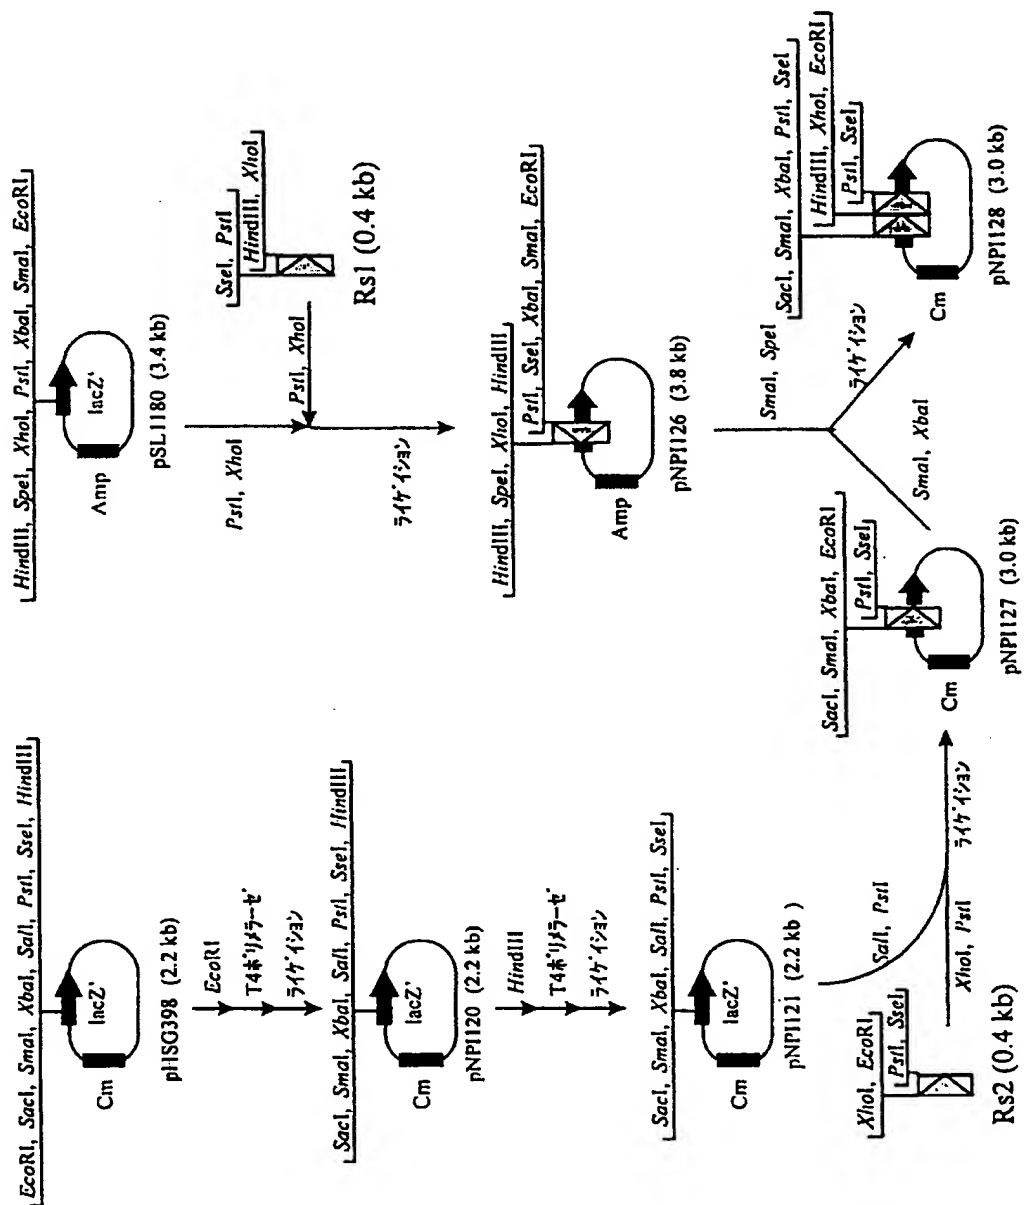 EcoRI, SacI, SmaI, XbaI, SalI, PstI, SseI, HindIII
lacZ'
Cm
pHSG398 (2.2 kb)
EcoRI
T4ポリメラーゼ
ライゲイション
SacI, SmaI, XbaI, SalI, PstI, SseI, HindIII
lacZ'
Cm
pNPI120 (2.2 kb)
HindIII
T4ポリメラーゼ
ライゲイション
SacI, SmaI, XbaI, SalI, PstI, SseI
lacZ'
Cm
pNPI121 (2.2 kb )
SalI, PstI
XhoI, EcoRI
PstI, SseI
Rs2 (0.4 kb)
XhoI, PstI
ライゲイション
SacI, SmaI, XbaI, EcoRI
PstI, SseI
Cm
pNPI127 (3.0 kb)
SmaI, XbaI
HindIII, SpeI, XhoI, PstI, XbaI, SmaI, EcoRI
lacZ'
Amp
pSL1180 (3.4 kb)
PstI, XhoI
SseI, PstI
HindIII, XhoI
Rs1 (0.4 kb)
PstI, XhoI
ライゲイション
HindIII, SpeI, XhoI, HindIII
PstI, SseI, XbaI, SmaI, EcoRI
Amp
pNPI126 (3.8 kb)
SmaI, SpeI
ライゲイション
SacI, SmaI, XbaI, PstI, SseI
HindIII, XhoI, EcoRI
PstI, SseI
Cm
pNPI128 (3.0 kb)